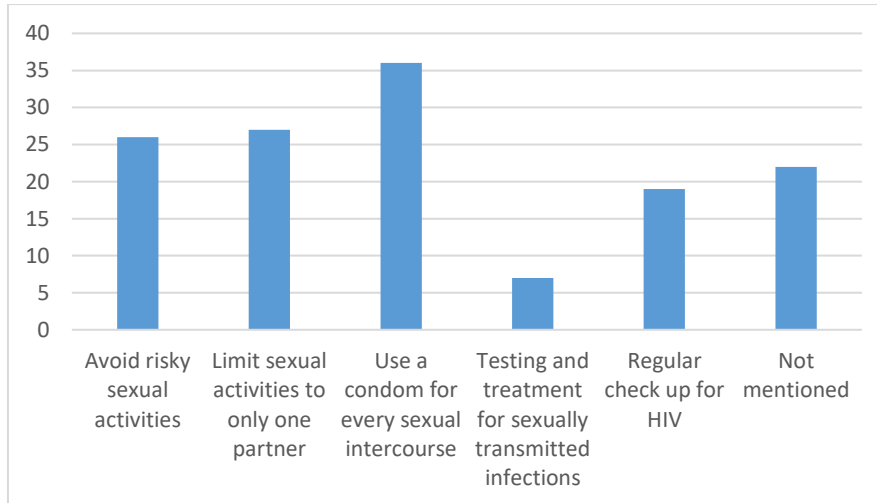 40
35
30
25
20
15
10
5
0
Avoid risky
sexual
activities
Limit sexual
activities to
only one
partner
Use a
condom for
every sexual
intercourse
Testing and
treatment
for sexually
transmitted
infections
Regular
check up for
HIV
Not
mentioned